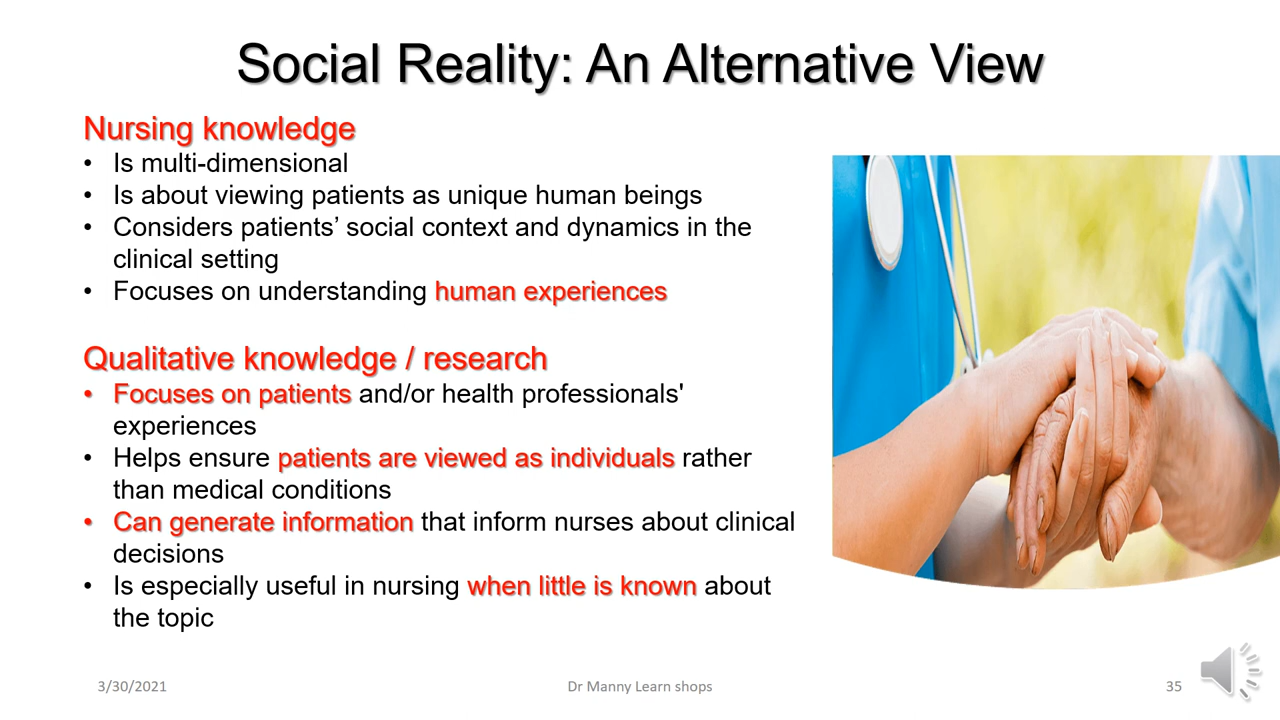 Social Reality: An Alternative View
Nursing knowledge
• Is multi-dimensional
• Is about viewing patients as unique human beings
• Considers patients’ social context and dynamics in the
clinical setting
• Focuses on understanding human experiences
Qualitative knowledge / research
• Focuses on patients and/or health professionals'
experiences
• Helps ensure patients are viewed as individuals rather
than medical conditions
• Can generate information that inform nurses about clinical
decisions
• Is especially useful in nursing when little is known about
the topic
3/30/2021
Dr Manny Learn shops
35